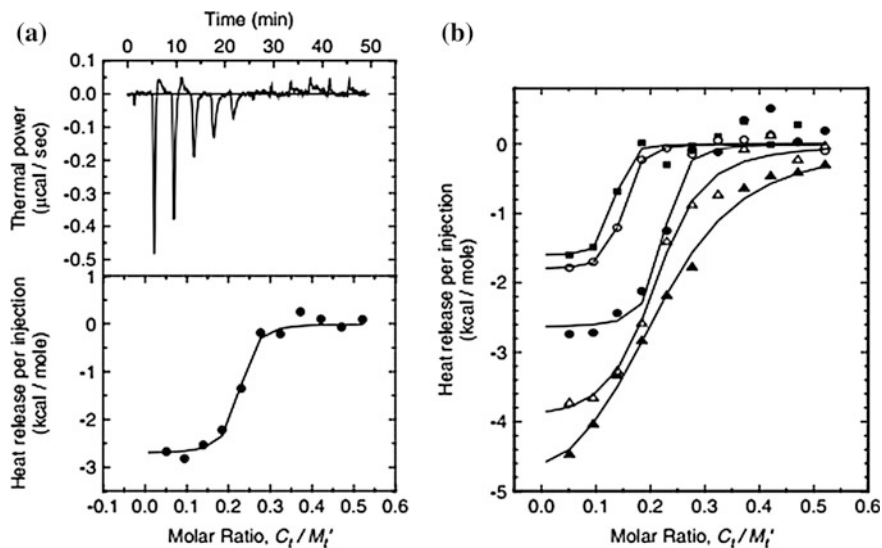 (a)
Time (min)
0 10 20 30 40 50
0.1
0.0
-0.1
-0.2
-0.3
-0.4
-0.5
Thermal power
(μcal / sec)
1
0
-1
-2
-3
Heat release per injection
(kcal / mole)
-0.1 0.0 0.1 0.2 0.3 0.4 0.5 0.6
Molar Ratio, Ct / Mt'
(b)
0
-1
-2
-3
-4
-5
Heat release per injection
(kcal / mole)
0.0 0.1 0.2 0.3 0.4 0.5 0.6
Molar Ratio, Ct / Mt'